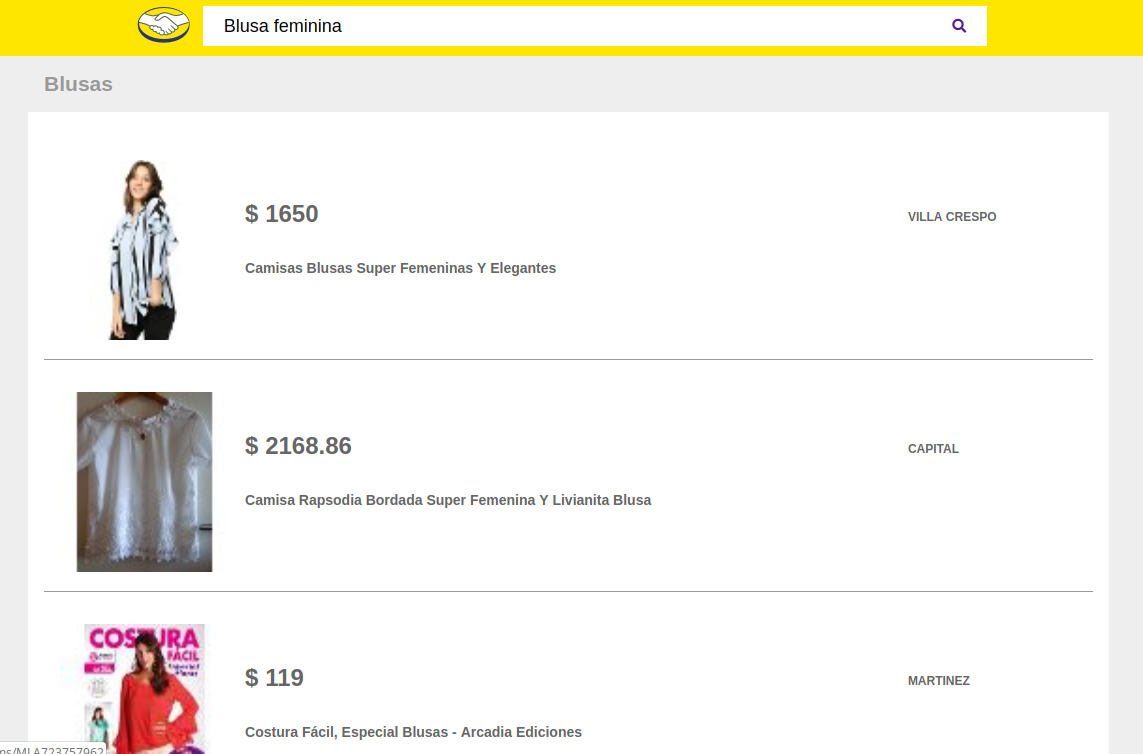 Blusa feminina
Blusas
$ 1650
VILLA CRESPO
Camisas Blusas Super Femeninas Y Elegantes
$ 2168.86
CAPITAL
Camisa Rapsodia Bordada Super Femenina Y Livianita Blusa
COSTURA
FÁCIL
$ 119
MARTINEZ
Costura Fácil, Especial Blusas - Arcadia Ediciones
ms/MLA723757962